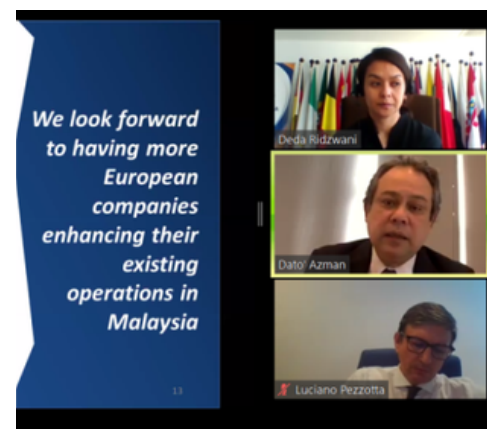 We look forward
to having more
European
companies
enhancing their
existing
operations in
Malaysia
13
Deda Ridzwani
Dato' Azman
Luciano Pezzotta